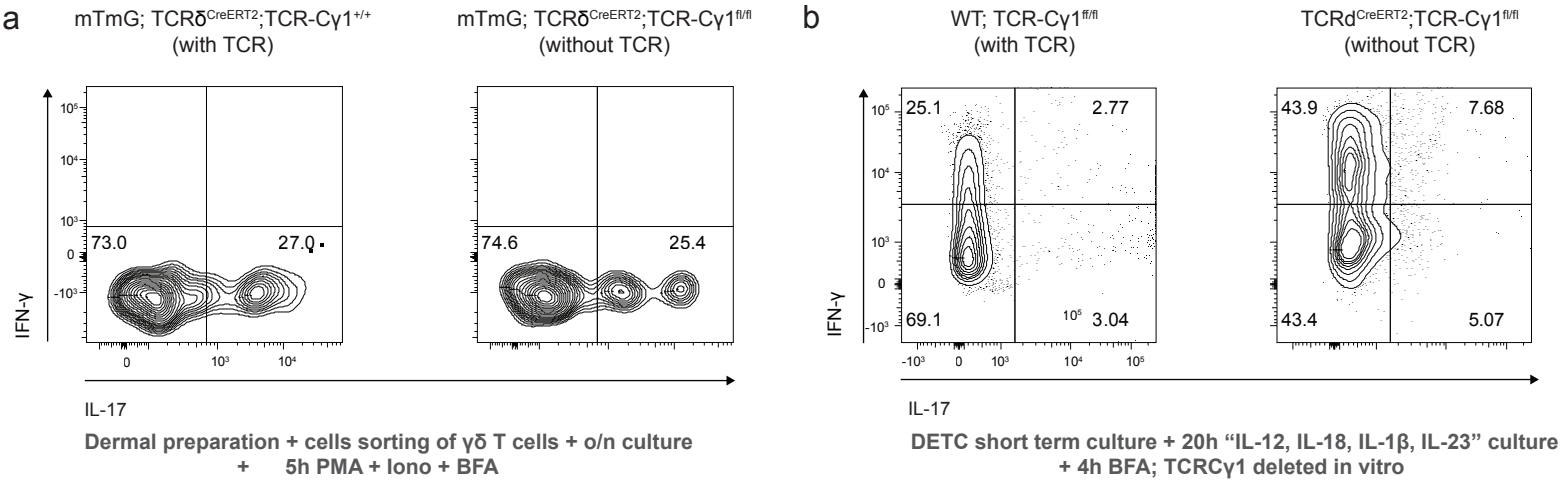 a
mTmG; TCRδCreERT2;TCR-Cγ1+/+
(with TCR)
mTmG; TCRδCreERT2;TCR-Cγ1fl/fl
(without TCR)
b
WT; TCR-Cγ1ff/fl
(with TCR)
TCRdCreERT2;TCR-Cγ1fl/fl
(without TCR)
IFN-γ
10⁵
10⁴
10³
0
-10³
73.0
27.0
0
10³
10⁴
74.6
25.4
IL-17
Dermal preparation + cells sorting of γδ T cells + o/n culture
+ 5h PMA + Iono + BFA
IFN-γ
10⁵
10⁴
10³
0
-10³
25.1
2.77
69.1
10⁵
3.04
-10³
0
10³
10⁴
10⁵
43.9
7.68
43.4
5.07
IL-17
DETC short term culture + 20h “IL-12, IL-18, IL-1β, IL-23” culture
+ 4h BFA; TCRCγ1 deleted in vitro